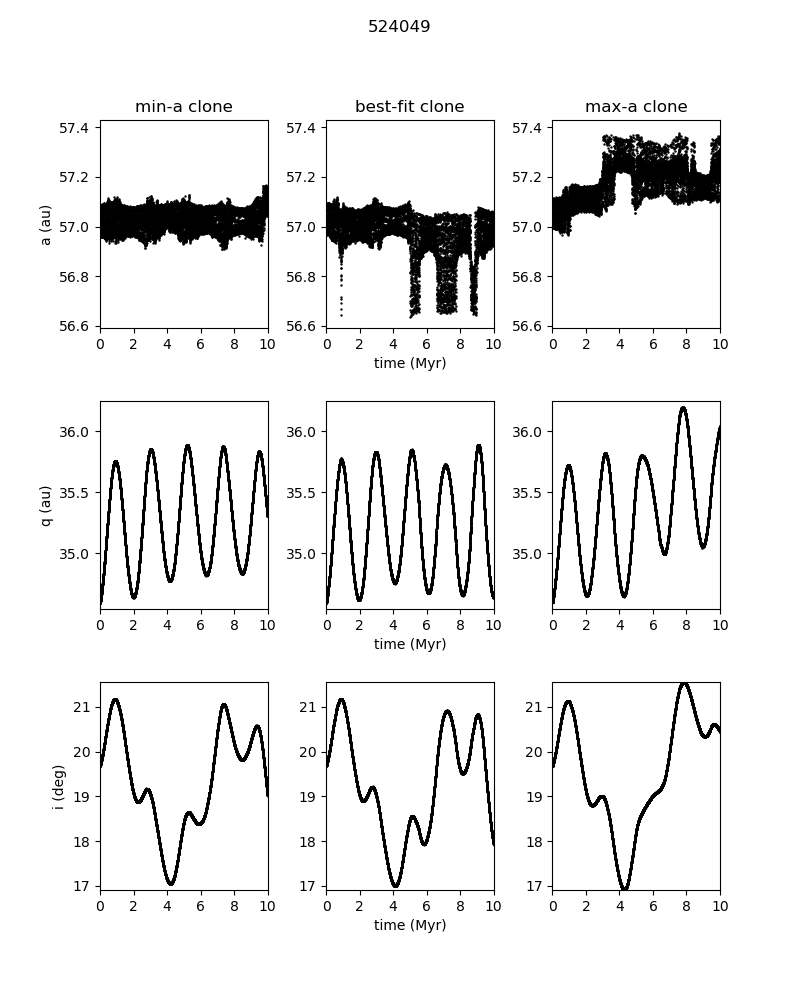 524049
min-a clone best-fit clone max-a clone
57.4 57.4 57.4
57.2 57.2 57.2
57.0 57.0 57.0
56.8 56.8 56.8
56.6 56.6 56.6
a (au)
0 2 4 6 8 10 0 2 4 6 8 10 0 2 4 6 8 10
time (Myr)
36.0 36.0 36.0
35.5 35.5 35.5
35.0 35.0 35.0
q (au)
0 2 4 6 8 10 0 2 4 6 8 10 0 2 4 6 8 10
time (Myr)
21 21 21
20 20 20
19 19 19
18 18 18
17 17 17
i (deg)
0 2 4 6 8 10 0 2 4 6 8 10 0 2 4 6 8 10
time (Myr)